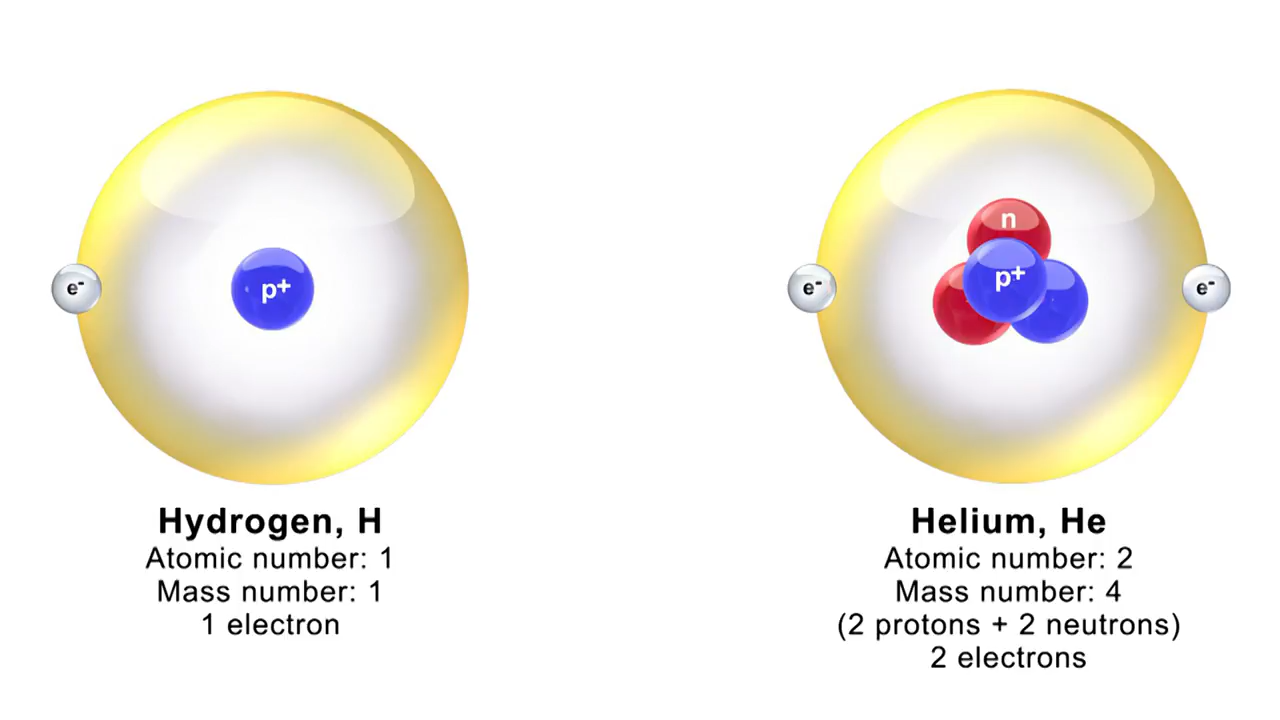 e⁻
p⁺
Hydrogen, H
Atomic number: 1
Mass number: 1
1 electron
n
e⁻
p⁺
e⁻
Helium, He
Atomic number: 2
Mass number: 4
(2 protons + 2 neutrons)
2 electrons